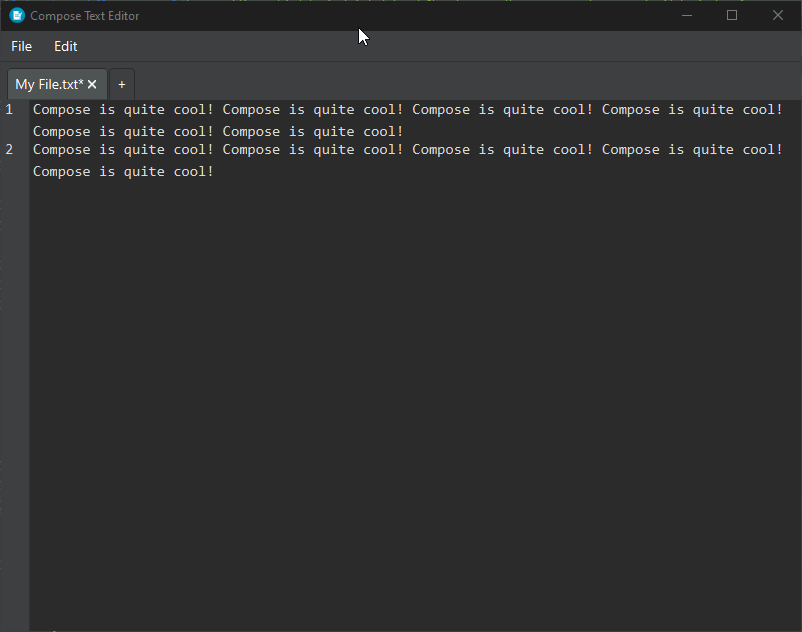 Compose Text Editor
File Edit
My File.txt* × +
1 Compose is quite cool! Compose is quite cool! Compose is quite cool! Compose is quite cool!
Compose is quite cool! Compose is quite cool!
2 Compose is quite cool! Compose is quite cool! Compose is quite cool! Compose is quite cool!
Compose is quite cool!